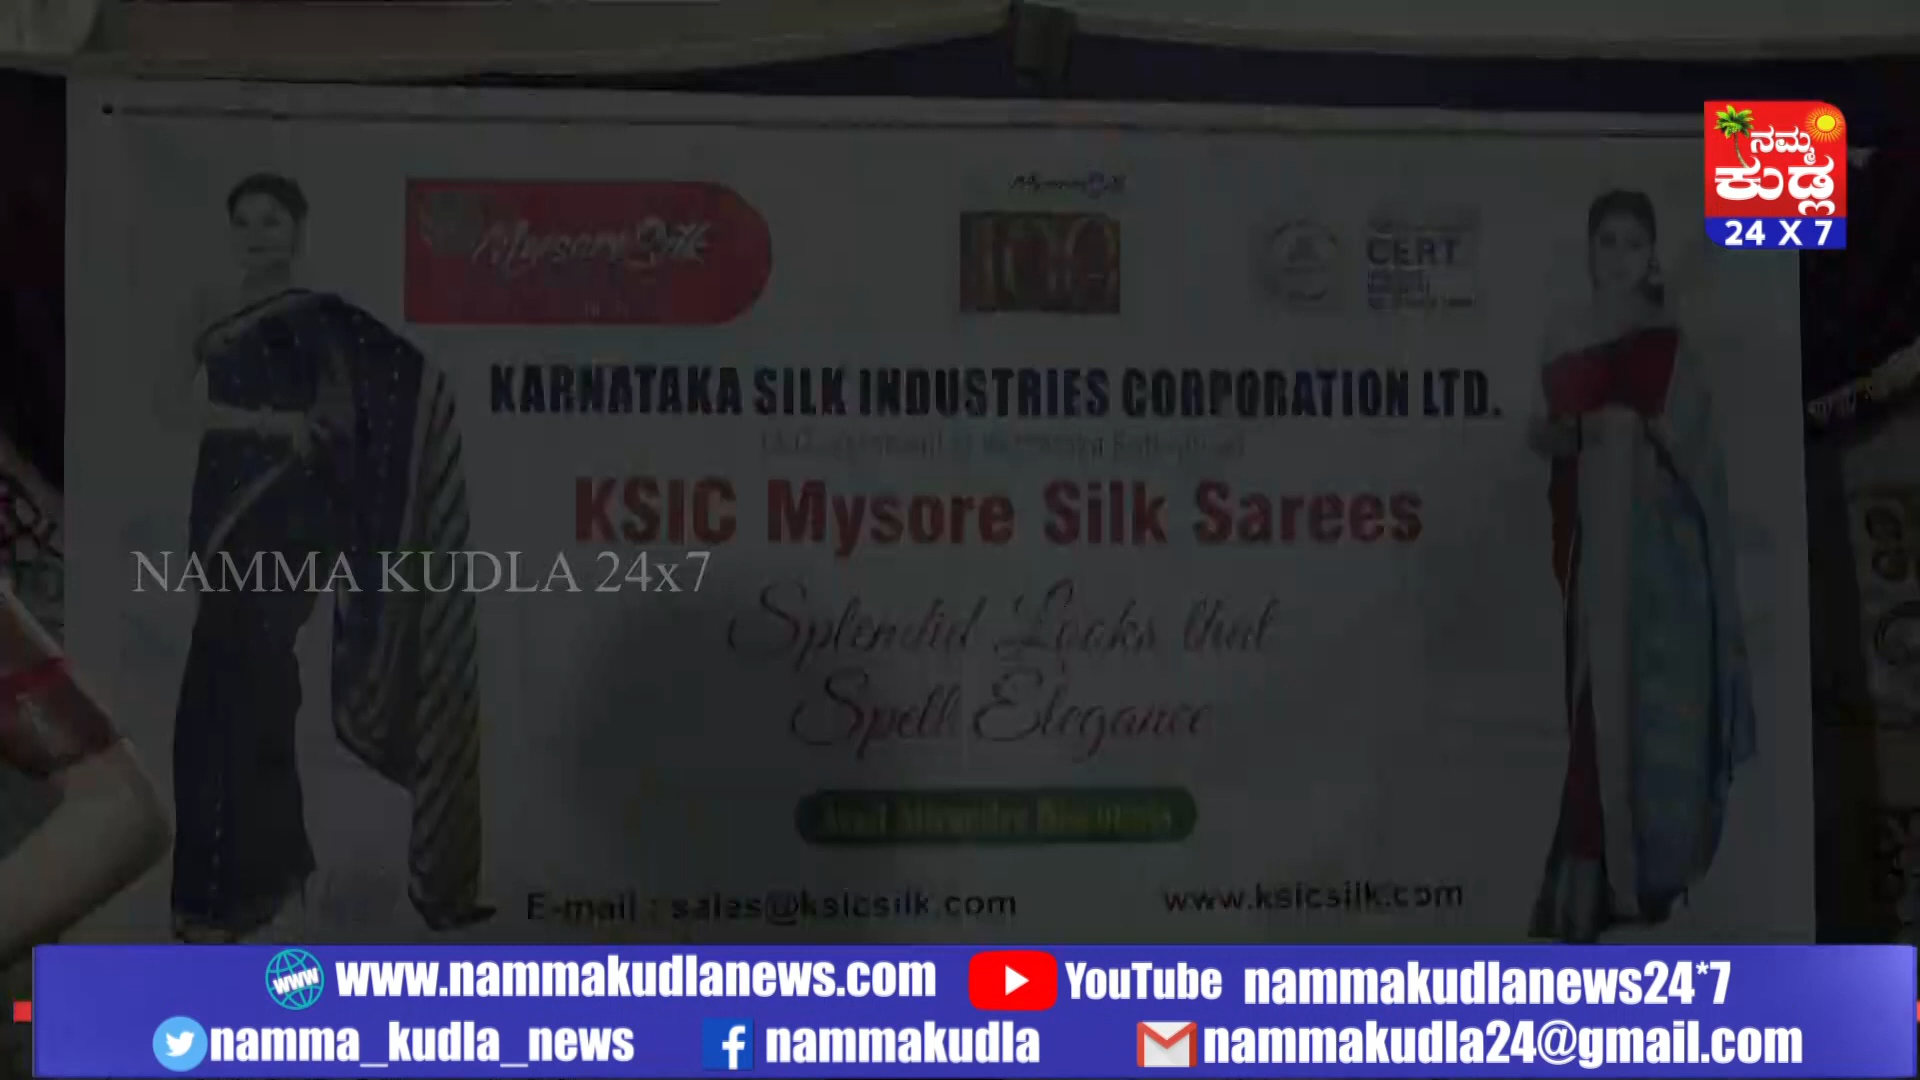 ನಮ್ಮ
ಕುಡ್ಲ
24 X 7
Mysore Silk
100
CERT
KARNATAKA SILK INDUSTRIES CORPORATION LTD.
KSIC Mysore Silk Sarees
NAMMA KUDLA 24x7
Splendid Looks that
Spell Elegance
E-mail : sales@ksicsilk.com
www.ksicsilk.com
www www.nammakudlanews.com YouTube nammakudlanews24*7
namma_kudla_news nammakudla nammakudla24@gmail.com